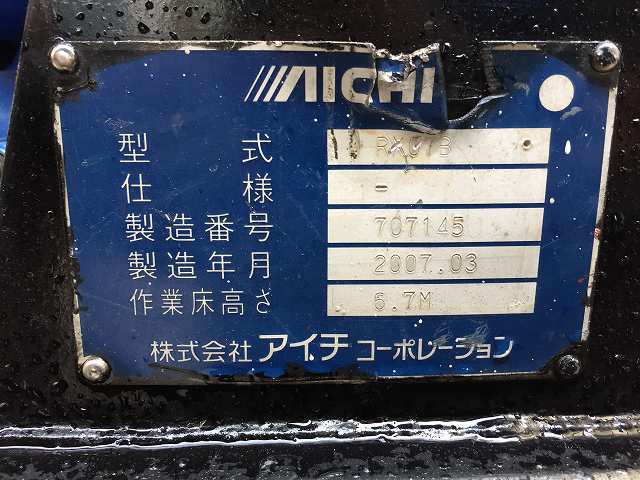 AICHI
型 式
仕 様 -
製造番号 707145
製造年月 2007.03
作業床高さ 6.7M
株式会社 アイチ コーポレーション